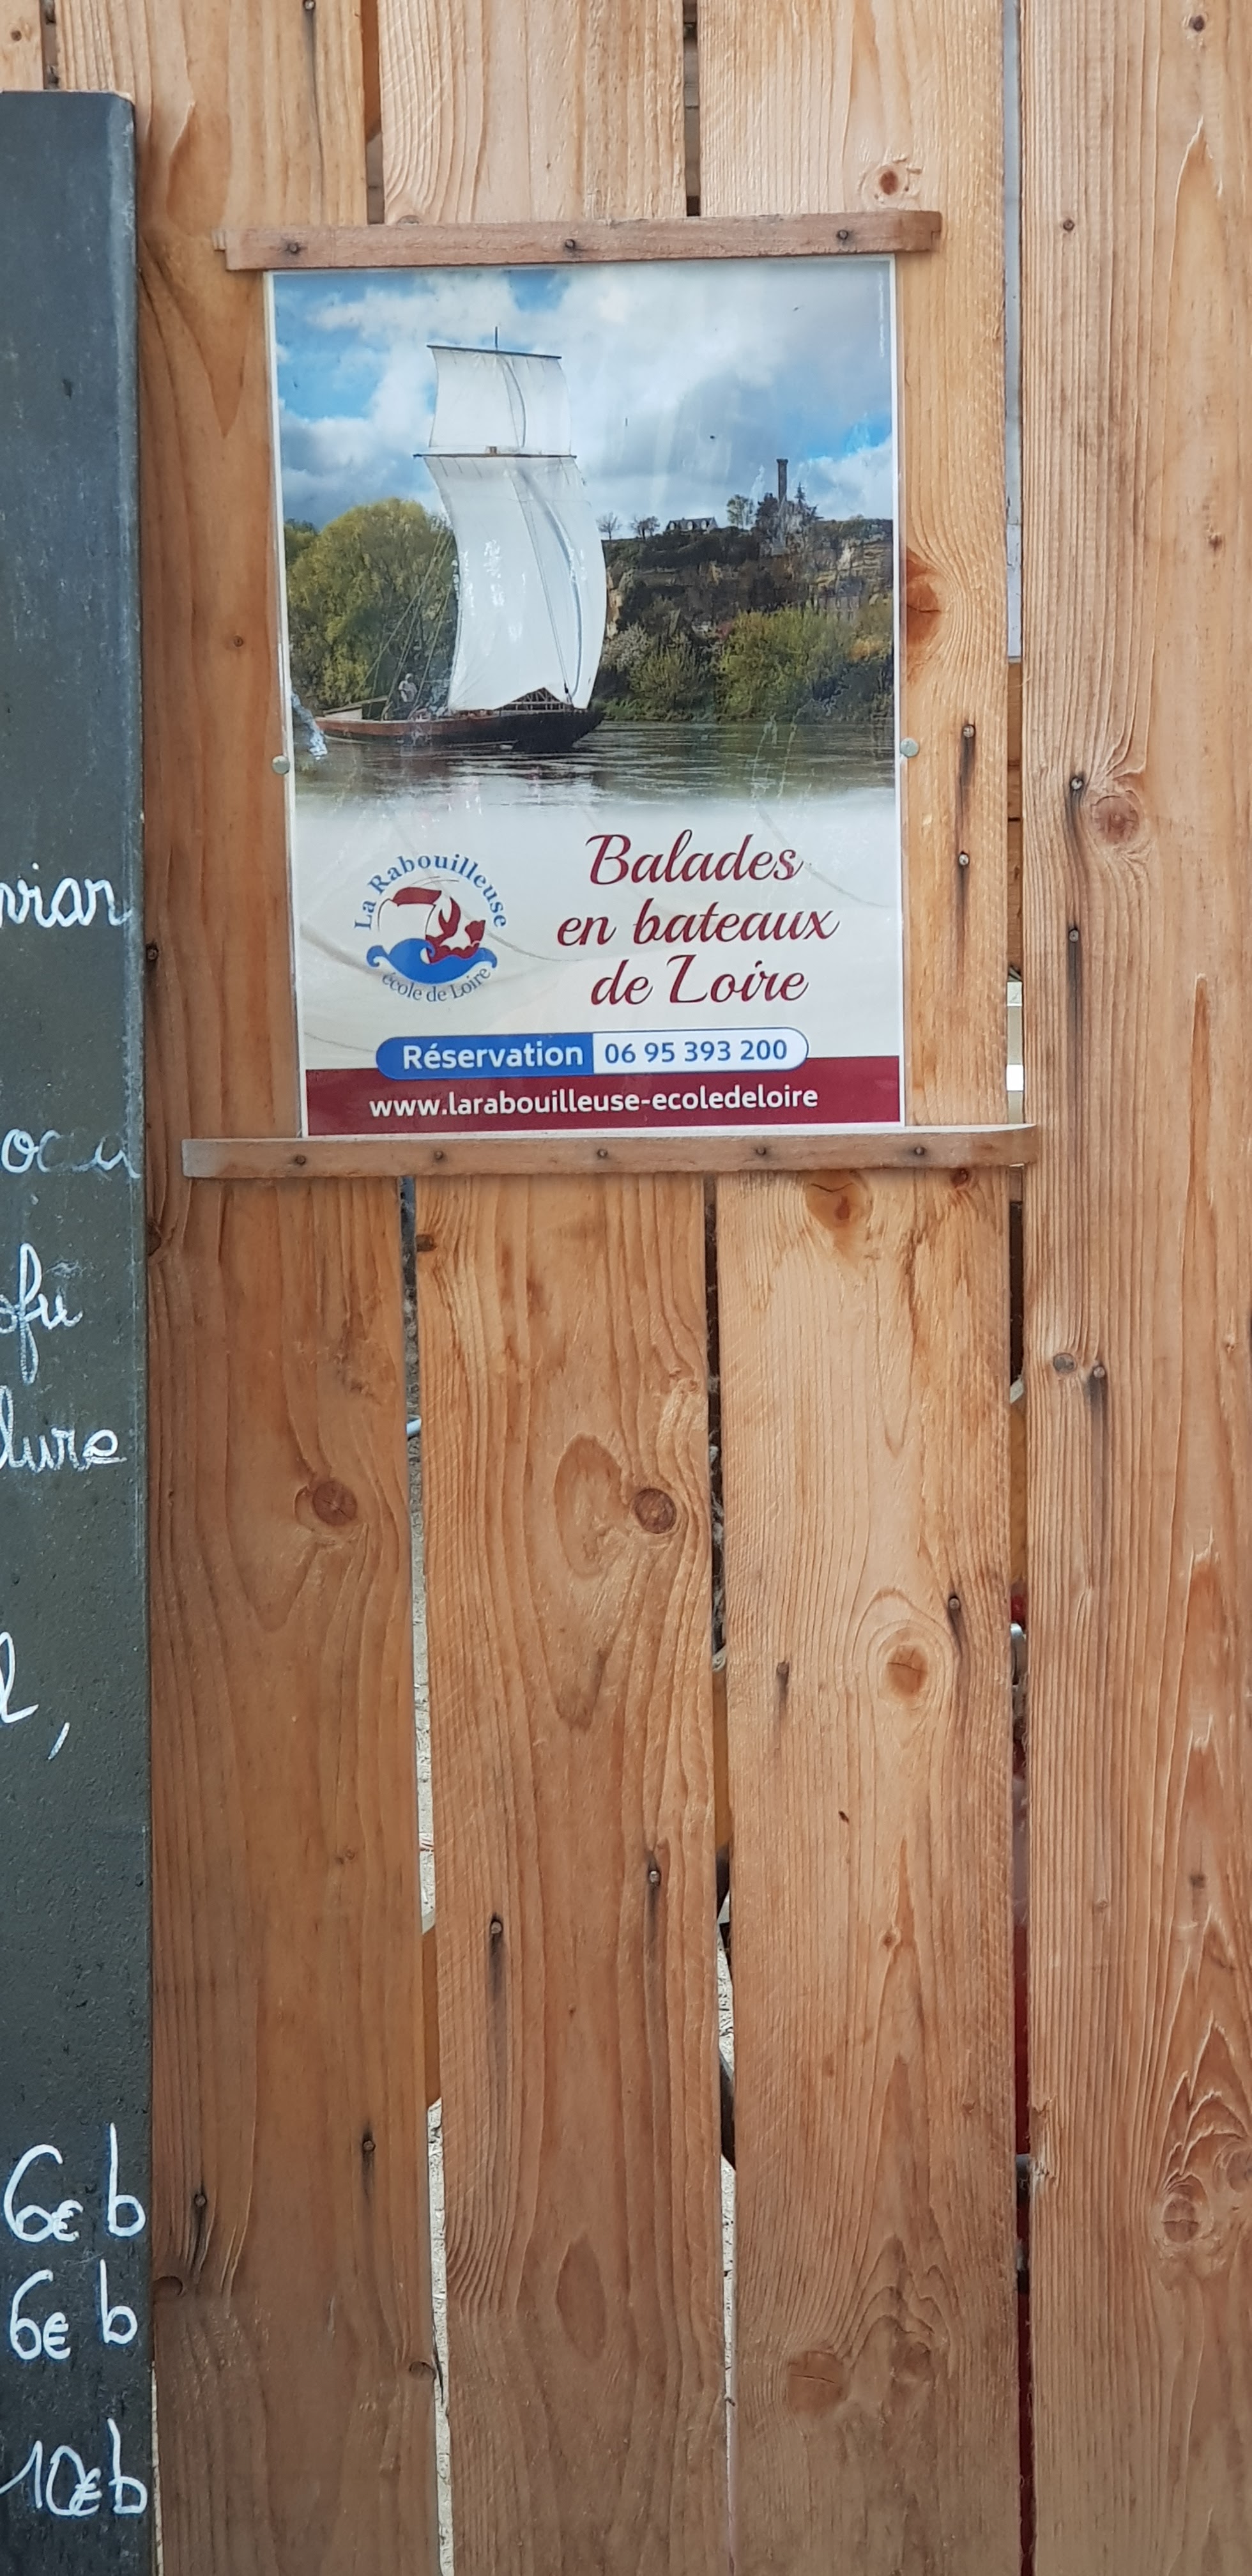 La Rabouilleuse
école de Loire
Balades
en bateaux
de Loire
Réservation 06 95 393 200
www.larabouilleuse-ecoledeloire
6€ b
6€ b
10€ b